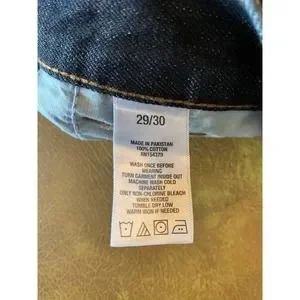 29/30
MADE IN PAKISTAN
100% COTTON
RN154379
WASH ONCE BEFORE
WEARING
TURN GARMENT INSIDE OUT
MACHINE WASH COLD
SEPARATELY
ONLY NON-CHLORINE BLEACH
WHEN NEEDED
TUMBLE DRY LOW
WARM IRON IF NEEDED